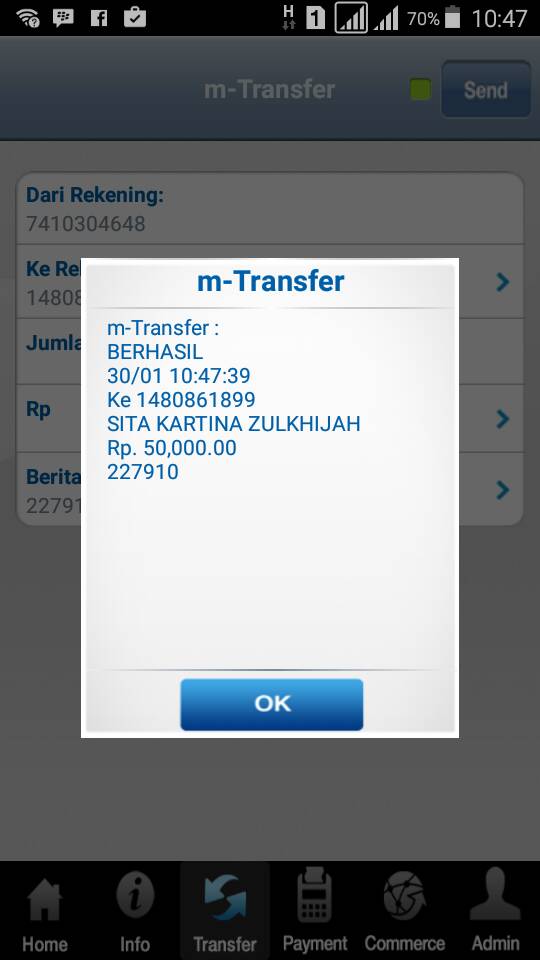 H
1
70%
10:47
m-Transfer
Send
Dari Rekening:
7410304648
Ke Re
1480
Jumla
Rp
Berita
2279
m-Transfer
m-Transfer :
BERHASIL
30/01 10:47:39
Ke 1480861899
SITA KARTINA ZULKHIJAH
Rp. 50,000.00
227910
OK
Home
Info
Transfer
Payment
Commerce
Admin